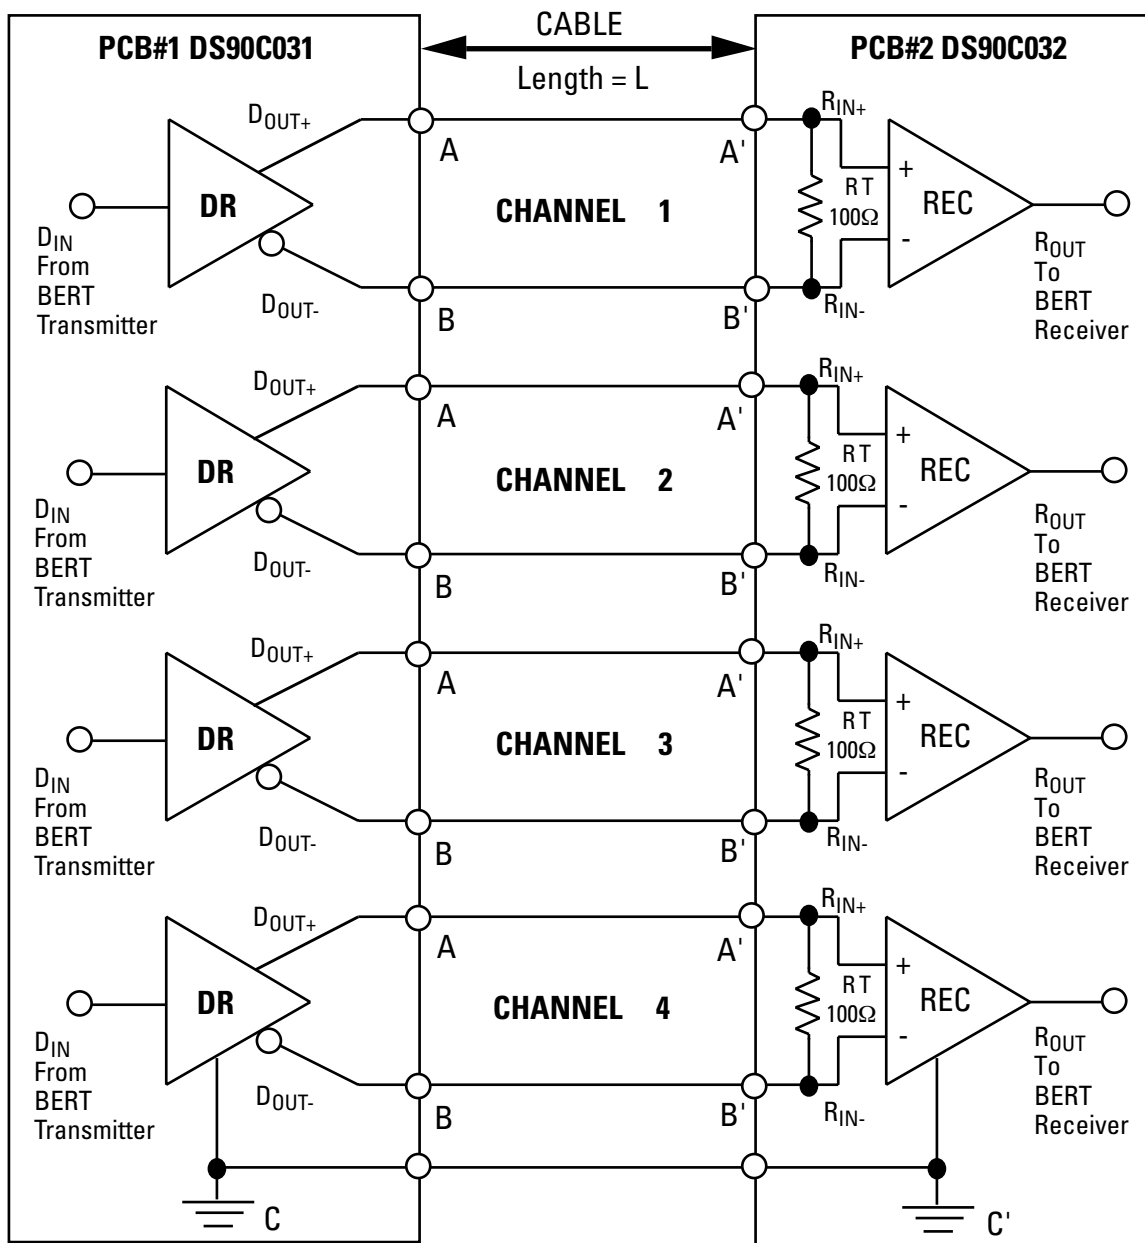 PCB#1 DS90C031
CABLE
Length = L
PCB#2 DS90C032
DOUT+
A
A'
RIN+
DR
CHANNEL 1
RT
100Ω
+
-
REC
DIN
From
BERT
Transmitter
DOUT-
B
B'
RIN-
ROUT
To
BERT
Receiver
DOUT+
A
A'
RIN+
DR
CHANNEL 2
RT
100Ω
+
-
REC
DIN
From
BERT
Transmitter
DOUT-
B
B'
RIN-
ROUT
To
BERT
Receiver
DOUT+
A
A'
RIN+
DR
CHANNEL 3
RT
100Ω
+
-
REC
DIN
From
BERT
Transmitter
DOUT-
B
B'
RIN-
ROUT
To
BERT
Receiver
DOUT+
A
A'
RIN+
DR
CHANNEL 4
RT
100Ω
+
-
REC
DIN
From
BERT
Transmitter
DOUT-
B
B'
RIN-
ROUT
To
BERT
Receiver
C
C'